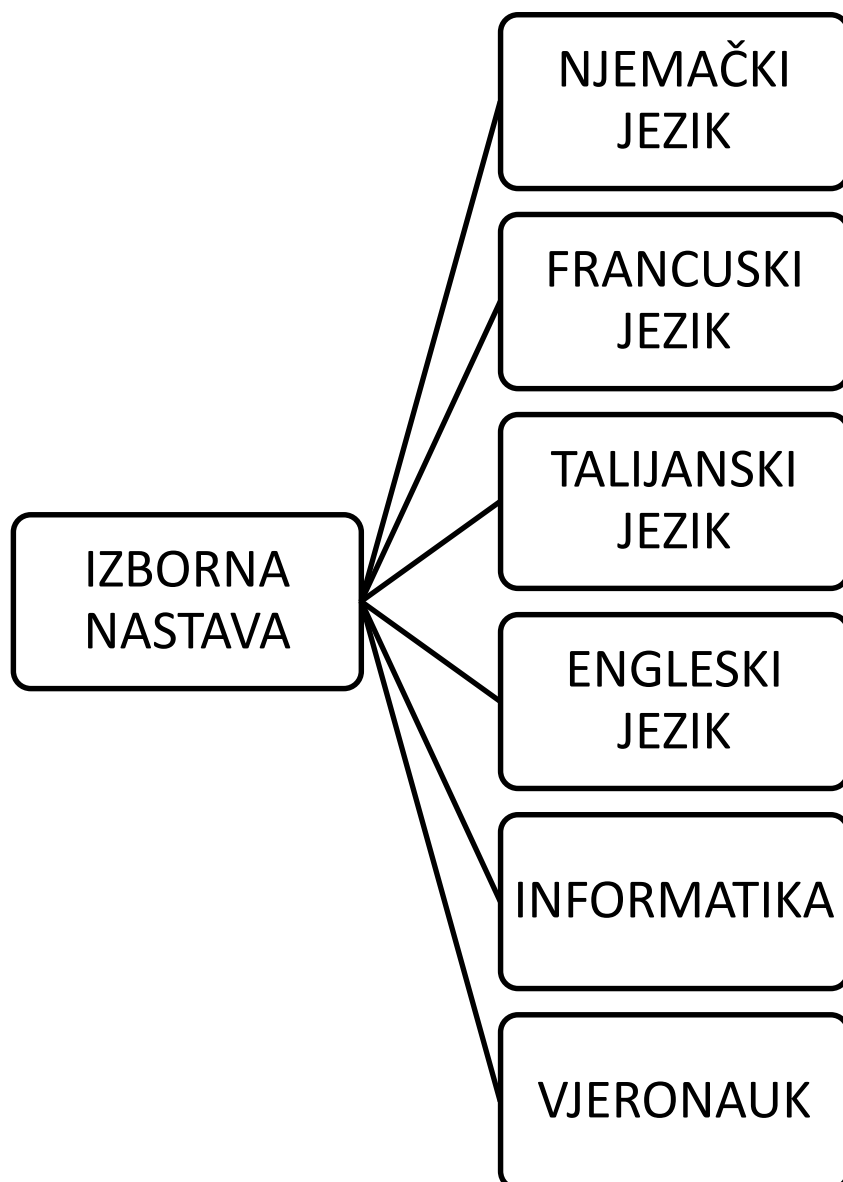 NJEMAČKI
JEZIK
FRANCUSKI
JEZIK
TALIJANSKI
JEZIK
IZBORNA
NASTAVA
ENGLESKI
JEZIK
INFORMATIKA
VJERONAUK